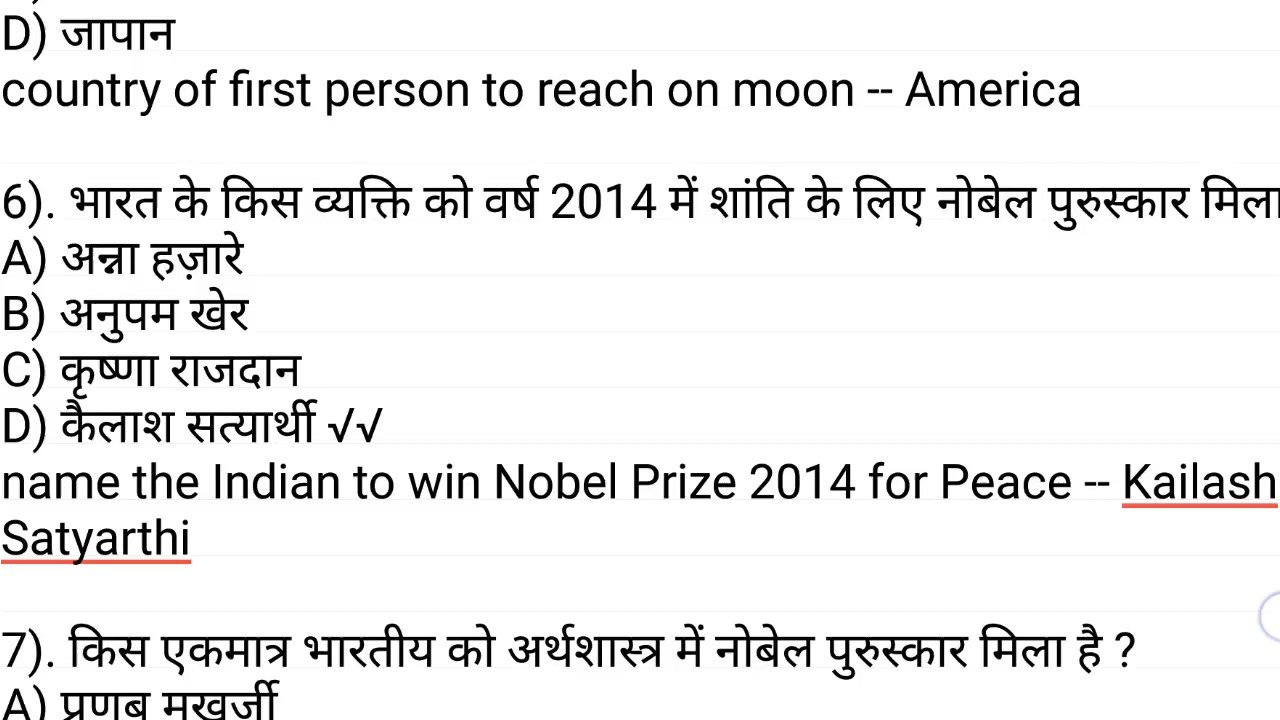 D) जापान
country of first person to reach on moon -- America
6). भारत के किस व्यक्ति को वर्ष 2014 में शांति के लिए नोबेल पुरुस्कार मिला
A) अन्ना हज़ारे
B) अनुपम खेर
C) कृष्णा राजदान
D) कैलाश सत्यार्थी √√
name the Indian to win Nobel Prize 2014 for Peace -- Kailash
Satyarthi
7). किस एकमात्र भारतीय को अर्थशास्त्र में नोबेल पुरुस्कार मिला है ?
A) प्रणब मुखर्जी